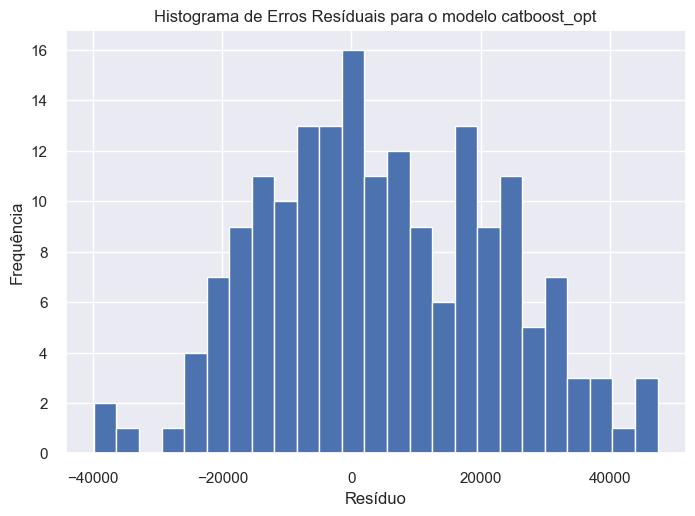 Histograma de Erros Resíduais para o modelo catboost_opt
16
14
12
10
8
6
4
2
0
Frequência
−40000 −20000 0 20000 40000
Resíduo